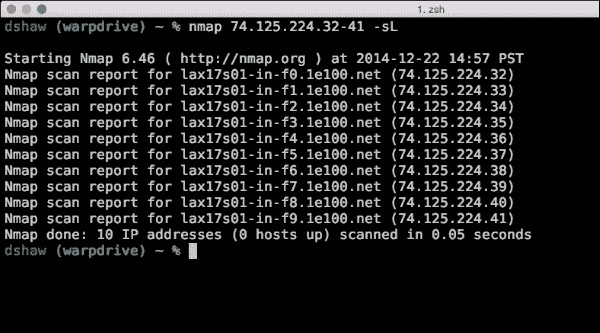 1. zsh
dshaw (warpdrive) ~ % nmap 74.125.224.32-41 -sL
Starting Nmap 6.46 ( http://nmap.org ) at 2014-12-22 14:57 PST
Nmap scan report for lax17s01-in-f0.1e100.net (74.125.224.32)
Nmap scan report for lax17s01-in-f1.1e100.net (74.125.224.33)
Nmap scan report for lax17s01-in-f2.1e100.net (74.125.224.34)
Nmap scan report for lax17s01-in-f3.1e100.net (74.125.224.35)
Nmap scan report for lax17s01-in-f4.1e100.net (74.125.224.36)
Nmap scan report for lax17s01-in-f5.1e100.net (74.125.224.37)
Nmap scan report for lax17s01-in-f6.1e100.net (74.125.224.38)
Nmap scan report for lax17s01-in-f7.1e100.net (74.125.224.39)
Nmap scan report for lax17s01-in-f8.1e100.net (74.125.224.40)
Nmap scan report for lax17s01-in-f9.1e100.net (74.125.224.41)
Nmap done: 10 IP addresses (0 hosts up) scanned in 0.05 seconds
dshaw (warpdrive) ~ %